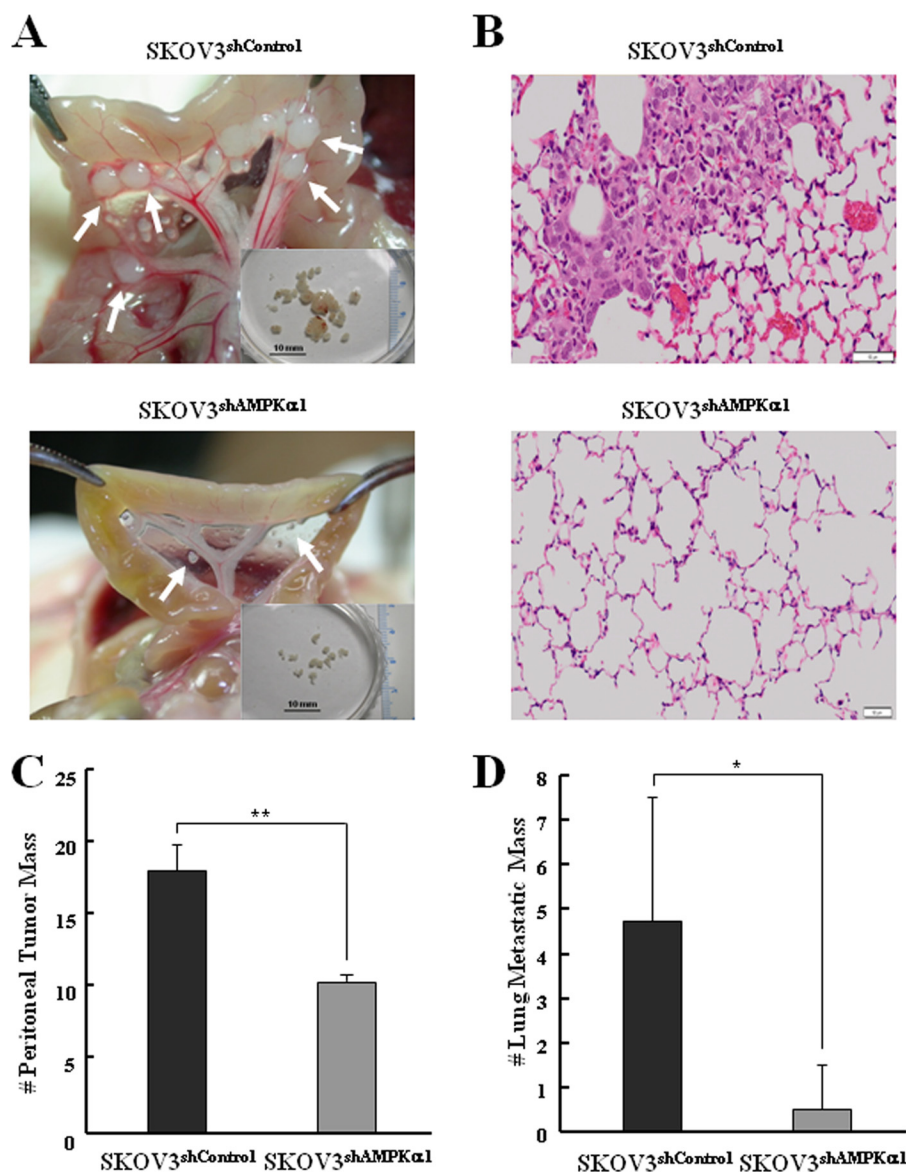 A
SKOV3shControl
10 mm
SKOV3shAMPKα1
10 mm
B
SKOV3shControl
SKOV3shAMPKα1
C
# Peritoneal Tumor Mass
25
20
15
10
5
0
**
SKOV3shControl
SKOV3shAMPKα1
D
# Lung Metastatic Mass
8
7
6
5
4
3
2
1
0
*
SKOV3shControl
SKOV3shAMPKα1